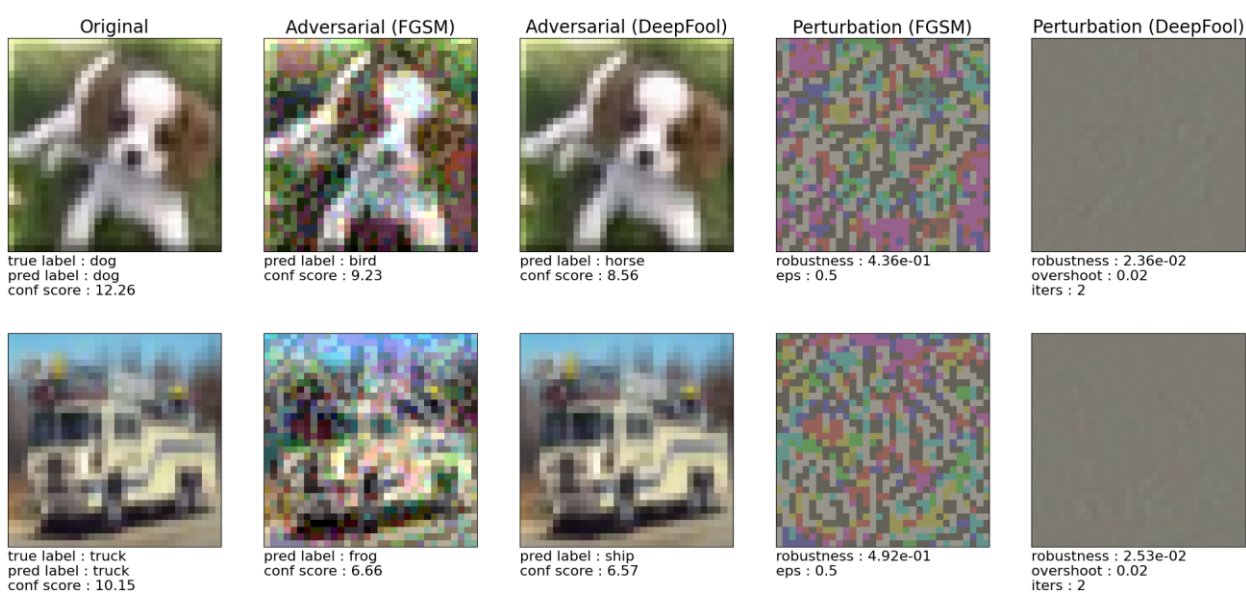 Original
Adversarial (FGSM)
Adversarial (DeepFool)
Perturbation (FGSM)
Perturbation (DeepFool)
true label : dog
pred label : dog
conf score : 12.26
pred label : bird
conf score : 9.23
pred label : horse
conf score : 8.56
robustness : 4.36e-01
eps : 0.5
robustness : 2.36e-02
overshoot : 0.02
iters : 2
true label : truck
pred label : truck
conf score : 10.15
pred label : frog
conf score : 6.66
pred label : ship
conf score : 6.57
robustness : 4.92e-01
eps : 0.5
robustness : 2.53e-02
overshoot : 0.02
iters : 2